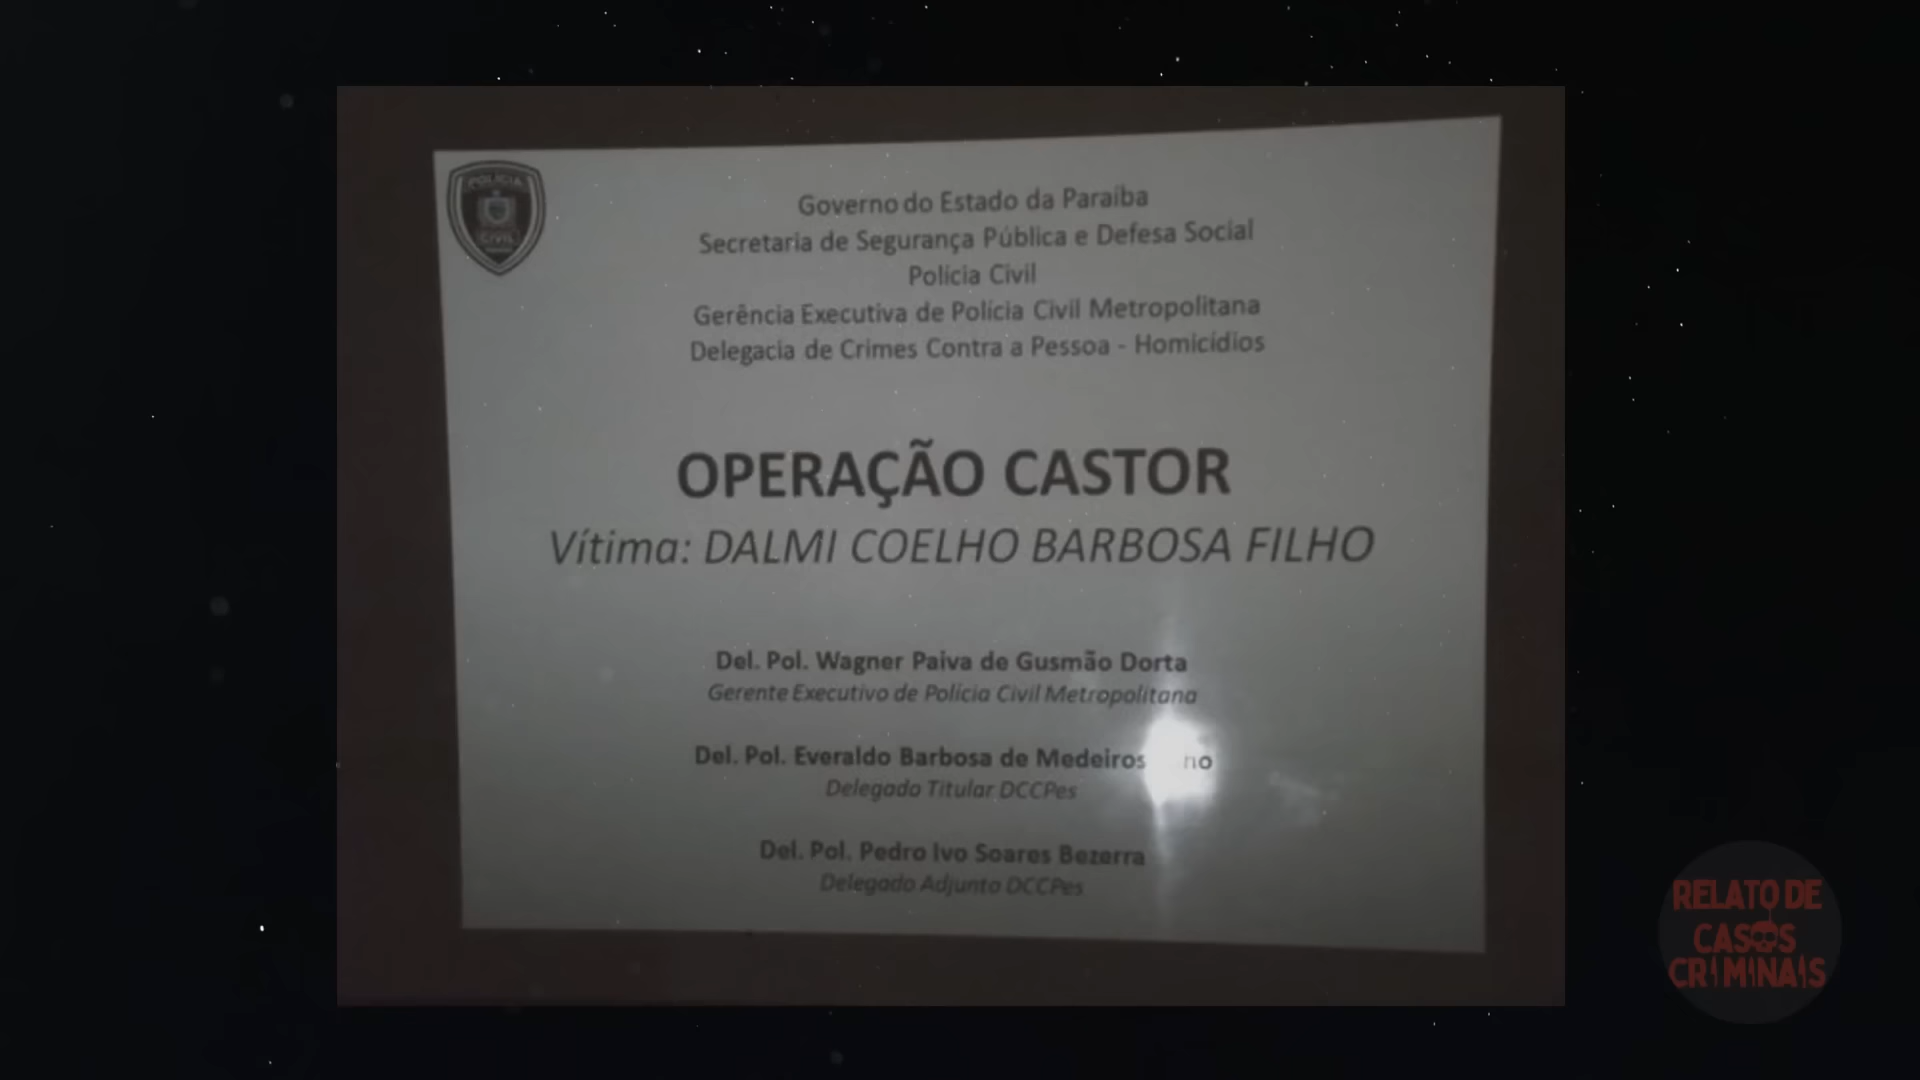 POLÍCIA
CIVIL
Governo do Estado da Paraíba
Secretaria de Segurança Pública e Defesa Social
Polícia Civil
Gerência Executiva de Polícia Civil Metropolitana
Delegacia de Crimes Contra a Pessoa - Homicídios
OPERAÇÃO CASTOR
Vítima: DALMI COELHO BARBOSA FILHO
Del. Pol. Wagner Paiva de Gusmão Dorta
Gerente Executivo de Polícia Civil Metropolitana
Del. Pol. Everaldo Barbosa de Medeiros
Delegado Titular DCCPes
Del. Pol. Pedro Ivo Soares Bezerra
Delegado Adjunto DCCPes
RELATO DE
CASOS
CRIMINAIS